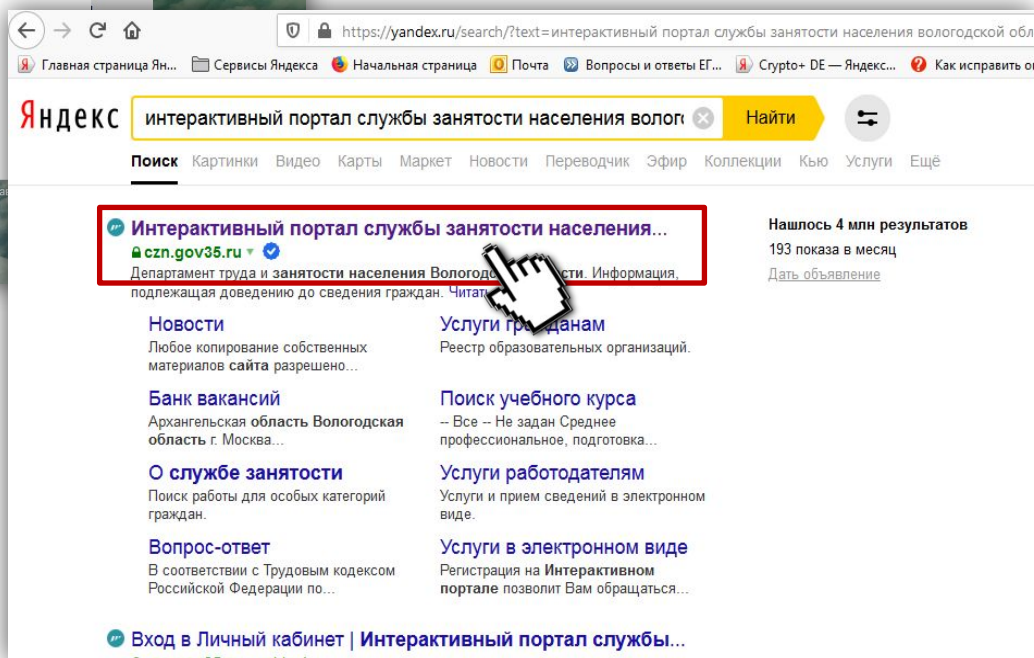 https://yandex.ru/search/?text=интерактивный портал службы занятости населения вологодской обл
Главная страница Ян... Сервисы Яндекса Начальная страница Почта Вопросы и ответы ЕГ... Crypto+ DE — Яндекс... Как исправить
Яндекс интерактивный портал службы занятости населения волог Найти
Поиск Картинки Видео Карты Маркет Новости Переводчик Эфир Коллекции Кью Услуги Ещё
Интерактивный портал службы занятости населения...
czn.gov35.ru
Департамент труда и занятости населения Волого сти. Информация,
подлежащая доведению до сведения граждан. Читат
Нашлось 4 млн результатов
193 показа в месяц
Дать объявление
Новости
Любое копирование собственных
материалов сайта разрешено...
Услуги гражданам
Реестр образовательных организаций.
Банк вакансий
Архангельская область Вологодская
область г. Москва...
Поиск учебного курса
-- Все -- Не задан Среднее
профессиональное, подготовка...
О службе занятости
Поиск работы для особых категорий
граждан.
Услуги работодателям
Услуги и прием сведений в электронном
виде.
Вопрос-ответ
В соответствии с Трудовым кодексом
Российской Федерации по...
Услуги в электронном виде
Регистрация на Интерактивном
портале позволит Вам обращаться...
Вход в Личный кабинет | Интерактивный портал службы...